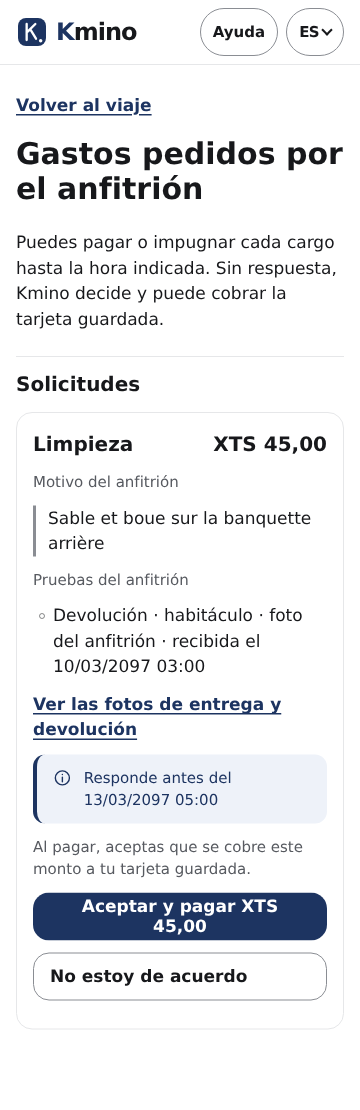 K. Kmino
Ayuda
ES
Volver al viaje
Gastos pedidos por
el anfitrión
Puedes pagar o impugnar cada cargo
hasta la hora indicada. Sin respuesta,
Kmino decide y puede cobrar la
tarjeta guardada.
Solicitudes
Limpieza XTS 45,00
Motivo del anfitrión
Sable et boue sur la banquette
arrière
Pruebas del anfitrión
Devolución · habitáculo · foto
del anfitrión · recibida el
10/03/2097 03:00
Ver las fotos de entrega y
devolución
Responde antes del
13/03/2097 05:00
Al pagar, aceptas que se cobre este
monto a tu tarjeta guardada.
Aceptar y pagar XTS
45,00
No estoy de acuerdo